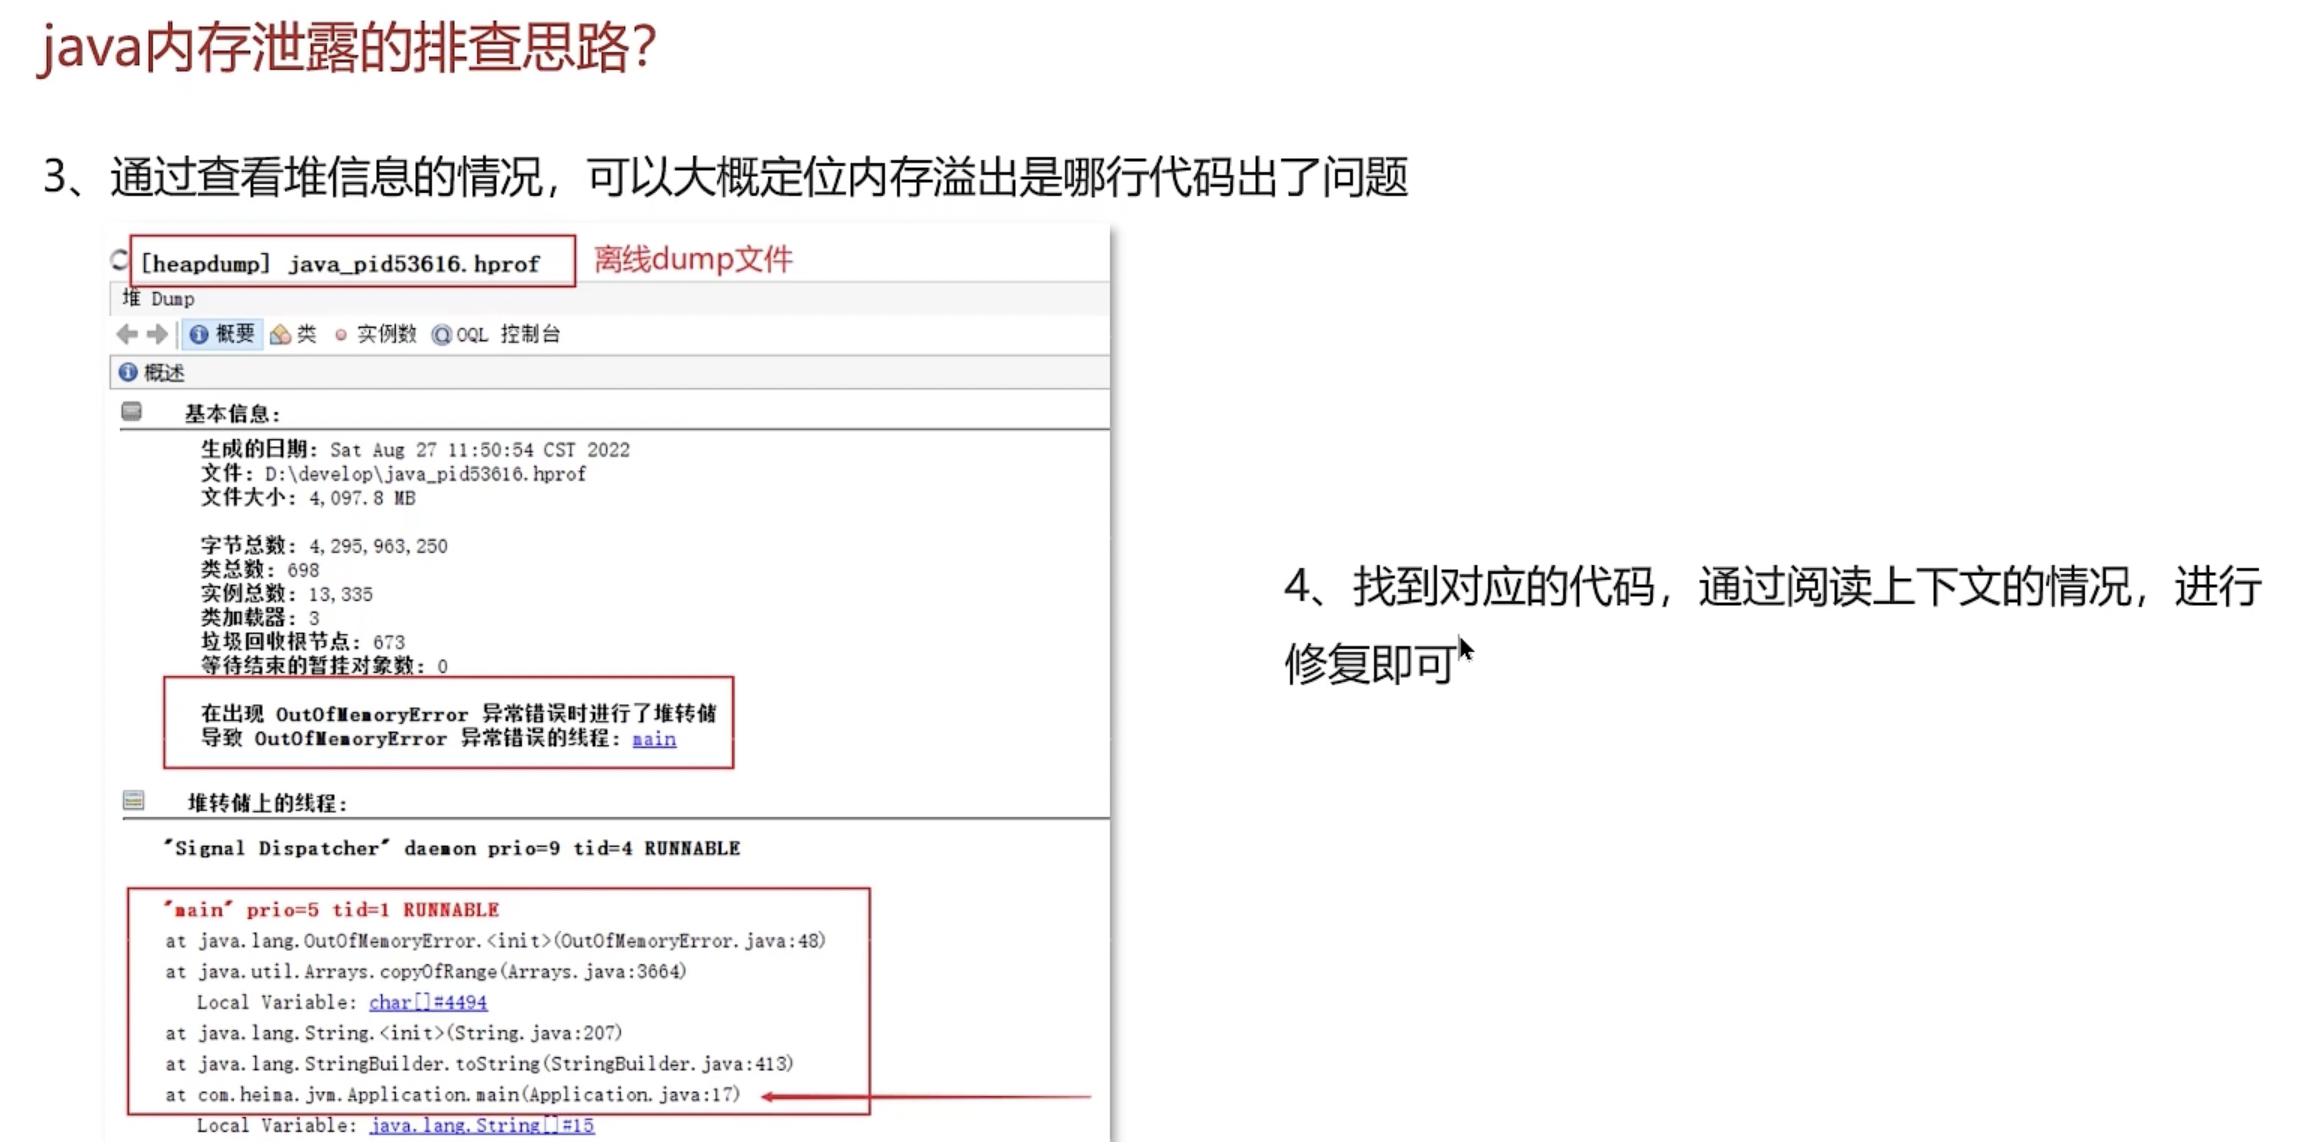 java内存泄露的排查思路?
3、通过查看堆信息的情况，可以大概定位内存溢出是哪行代码出了问题
[heapdump] java_pid53616.hprof 离线dump文件
堆 Dump
概要 类 实例数 OQL 控制台
概述
基本信息:
生成的日期: Sat Aug 27 11:50:54 CST 2022
文件: D:\develop\java_pid53616.hprof
文件大小: 4,097.8 MB
字节总数: 4,295,963,250
类总数: 698
实例总数: 13,335
类加载器: 3
垃圾回收根节点: 673
等待结束的暂挂对象数: 0
在出现 OutOfMemoryError 异常错误时进行了堆转储
导致 OutOfMemoryError 异常错误的线程: main
堆转储上的线程:
"Signal Dispatcher" daemon prio=9 tid=4 RUNNABLE
"main" prio=5 tid=1 RUNNABLE
at java.lang.OutOfMemoryError.<init>(OutOfMemoryError.java:48)
at java.util.Arrays.copyOfRange(Arrays.java:3664)
Local Variable: char[]#4494
at java.lang.String.<init>(String.java:207)
at java.lang.StringBuilder.toString(StringBuilder.java:413)
at com.heima.jvm.Application.main(Application.java:17)
Local Variable: java.lang.String[]#15
4、找到对应的代码，通过阅读上下文的情况，进行
修复即可